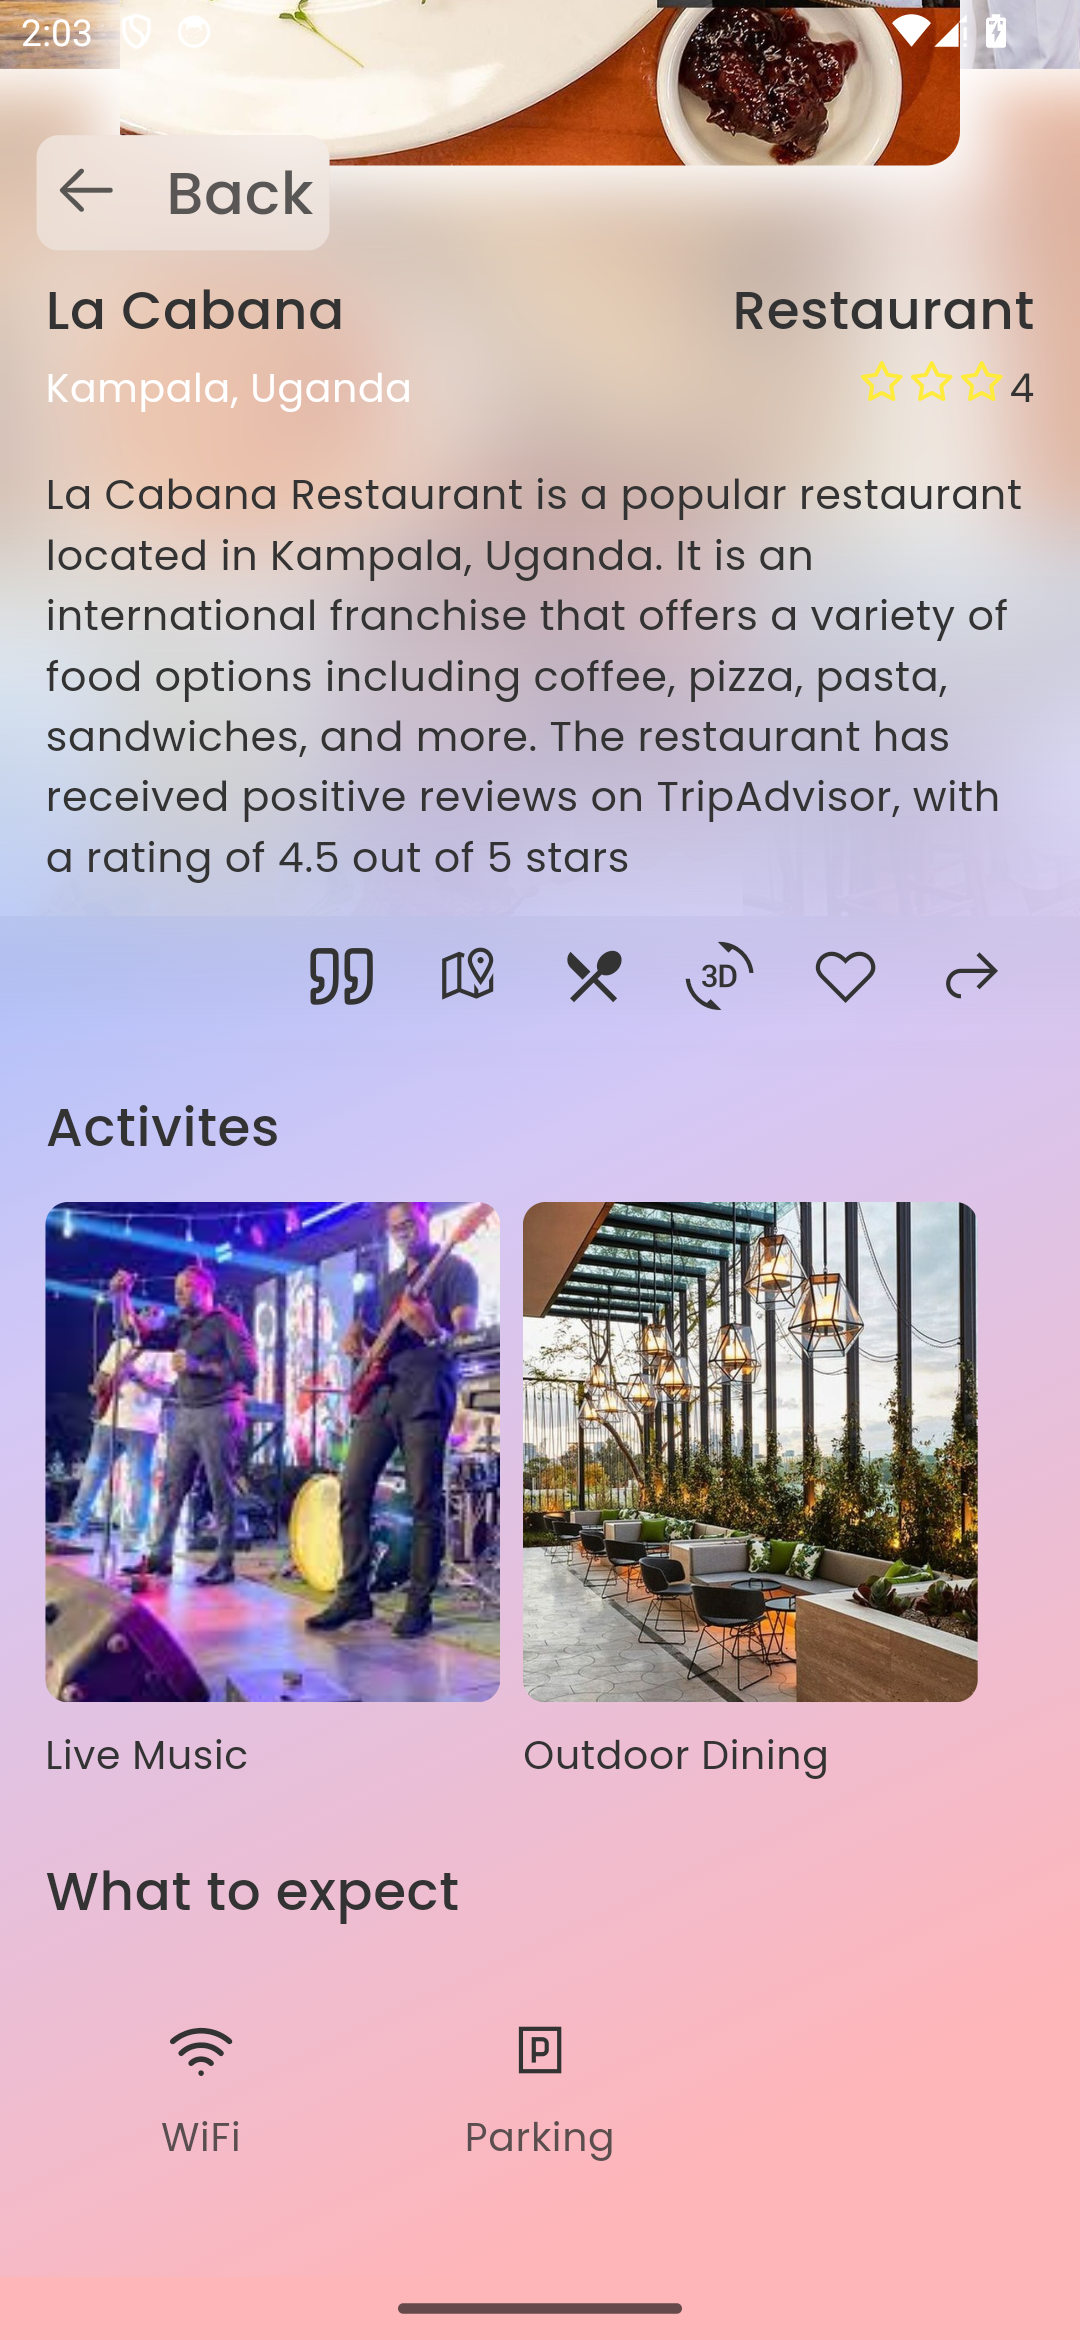 2:03
Back
La Cabana
Restaurant
Kampala, Uganda
4
La Cabana Restaurant is a popular restaurant
located in Kampala, Uganda. It is an
international franchise that offers a variety of
food options including coffee, pizza, pasta,
sandwiches, and more. The restaurant has
received positive reviews on TripAdvisor, with
a rating of 4.5 out of 5 stars
3D
Activites
Live Music
Outdoor Dining
What to expect
P
WiFi
Parking